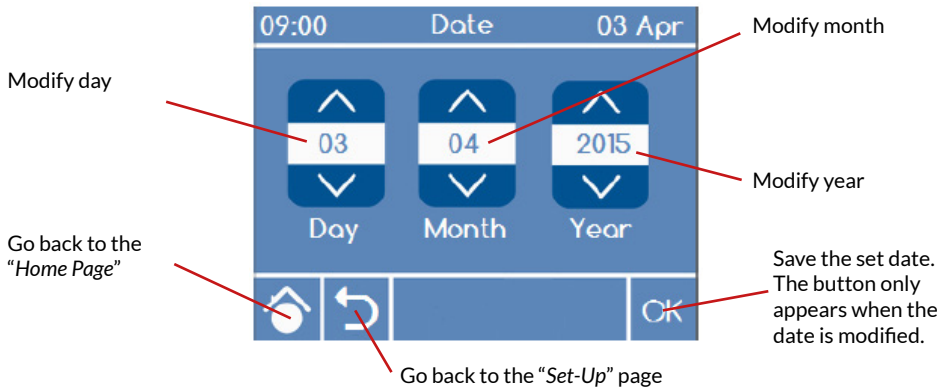 09:00 Date 03 Apr
Modify month
Modify day
03 04 2015
Modify year
Day Month Year
Go back to the
“Home Page”
Save the set date.
The button only
appears when the
date is modified.
OK
Go back to the “Set-Up” page